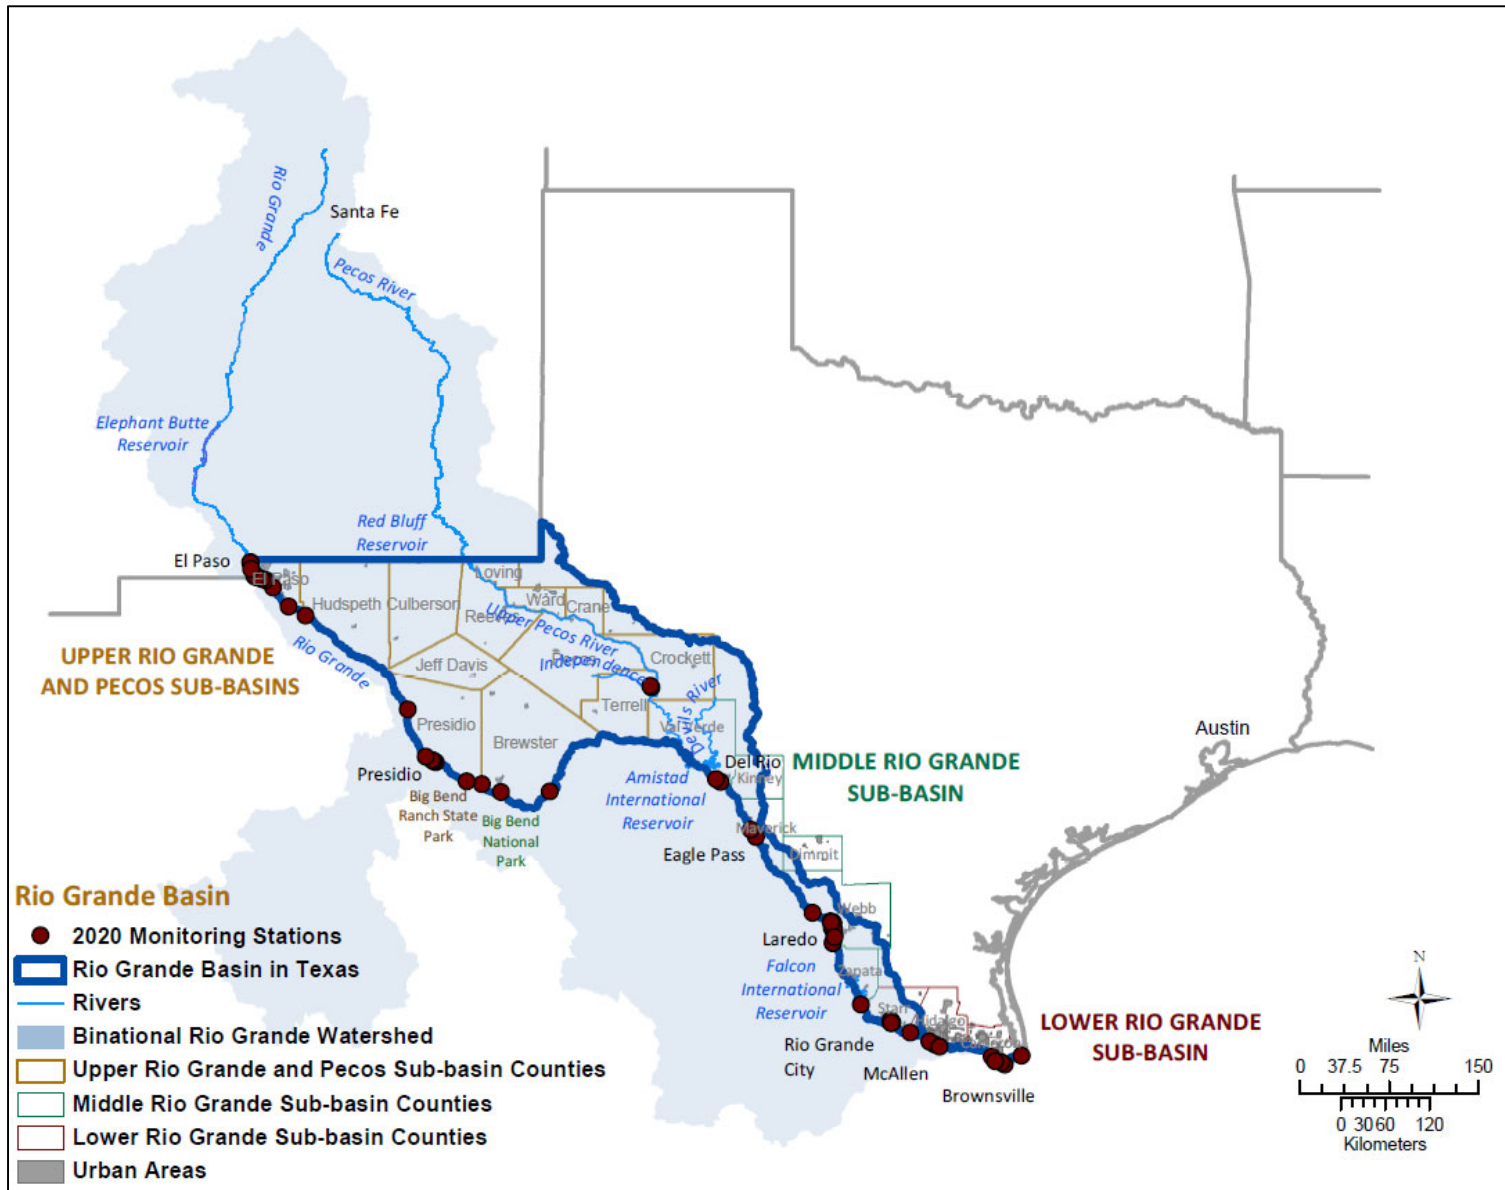 Rio Grande
Santa Fe
Pecos River
Elephant Butte
Reservoir
Red Bluff
Reservoir
El Paso
El Paso
Hudspeth
Culberson
Loving
Reeves
Ward
Crane
Upper Pecos River
Independence
Crockett
Jeff Davis
Terrell
Val Verde
Devils River
Rio Grande
UPPER RIO GRANDE
AND PECOS SUB-BASINS
Presidio
Brewster
Presidio
Big Bend
Ranch State
Park
Big Bend
National
Park
Amistad
International
Reservoir
Del Rio
Kinney
MIDDLE RIO GRANDE
SUB-BASIN
Austin
Maverick
Eagle Pass
Dimmit
Webb
Laredo
Zapata
Falcon
International
Reservoir
Starr
Hidalgo
Rio Grande
City
McAllen
Brownsville
LOWER RIO GRANDE
SUB-BASIN
Rio Grande Basin
2020 Monitoring Stations
Rio Grande Basin in Texas
Rivers
Binational Rio Grande Watershed
Upper Rio Grande and Pecos Sub-basin Counties
Middle Rio Grande Sub-basin Counties
Lower Rio Grande Sub-basin Counties
Urban Areas
N
Miles
0 37.5 75 150
0 30 60 120
Kilometers